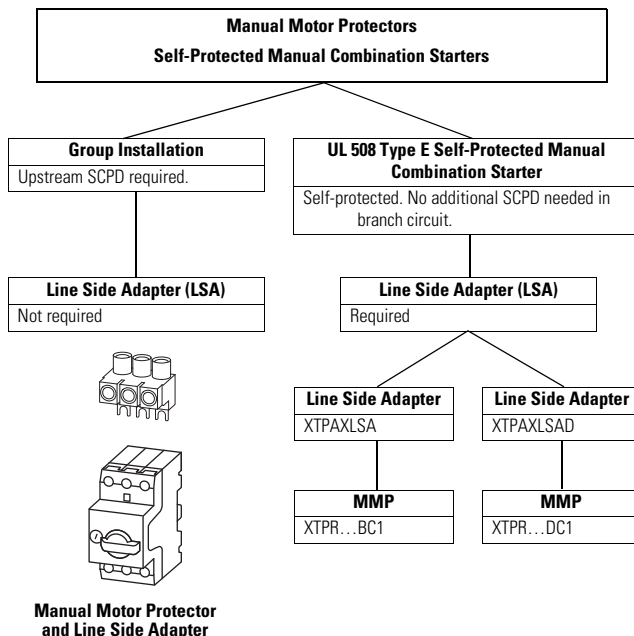 Manual Motor Protectors
Self-Protected Manual Combination Starters
Group Installation
Upstream SCPD required.
UL 508 Type E Self-Protected Manual
Combination Starter
Self-protected. No additional SCPD needed in
branch circuit.
Line Side Adapter (LSA)
Not required
Line Side Adapter (LSA)
Required
Line Side Adapter
XTPAXLSA
Line Side Adapter
XTPAXLSAD
MMP
XTPR…BC1
MMP
XTPR…DC1
Manual Motor Protector
and Line Side Adapter